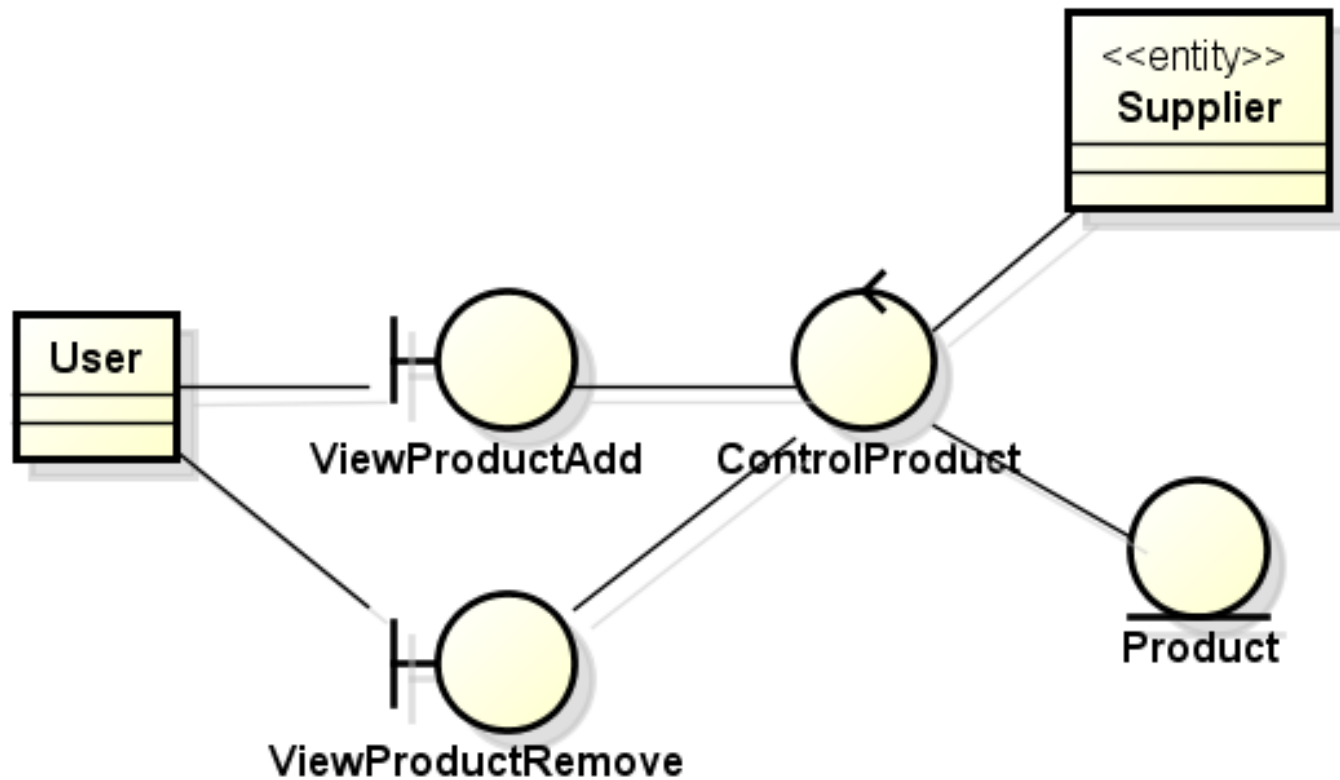 <<entity>>
Supplier
User
ViewProductAdd
ControlProduct
Product
ViewProductRemove